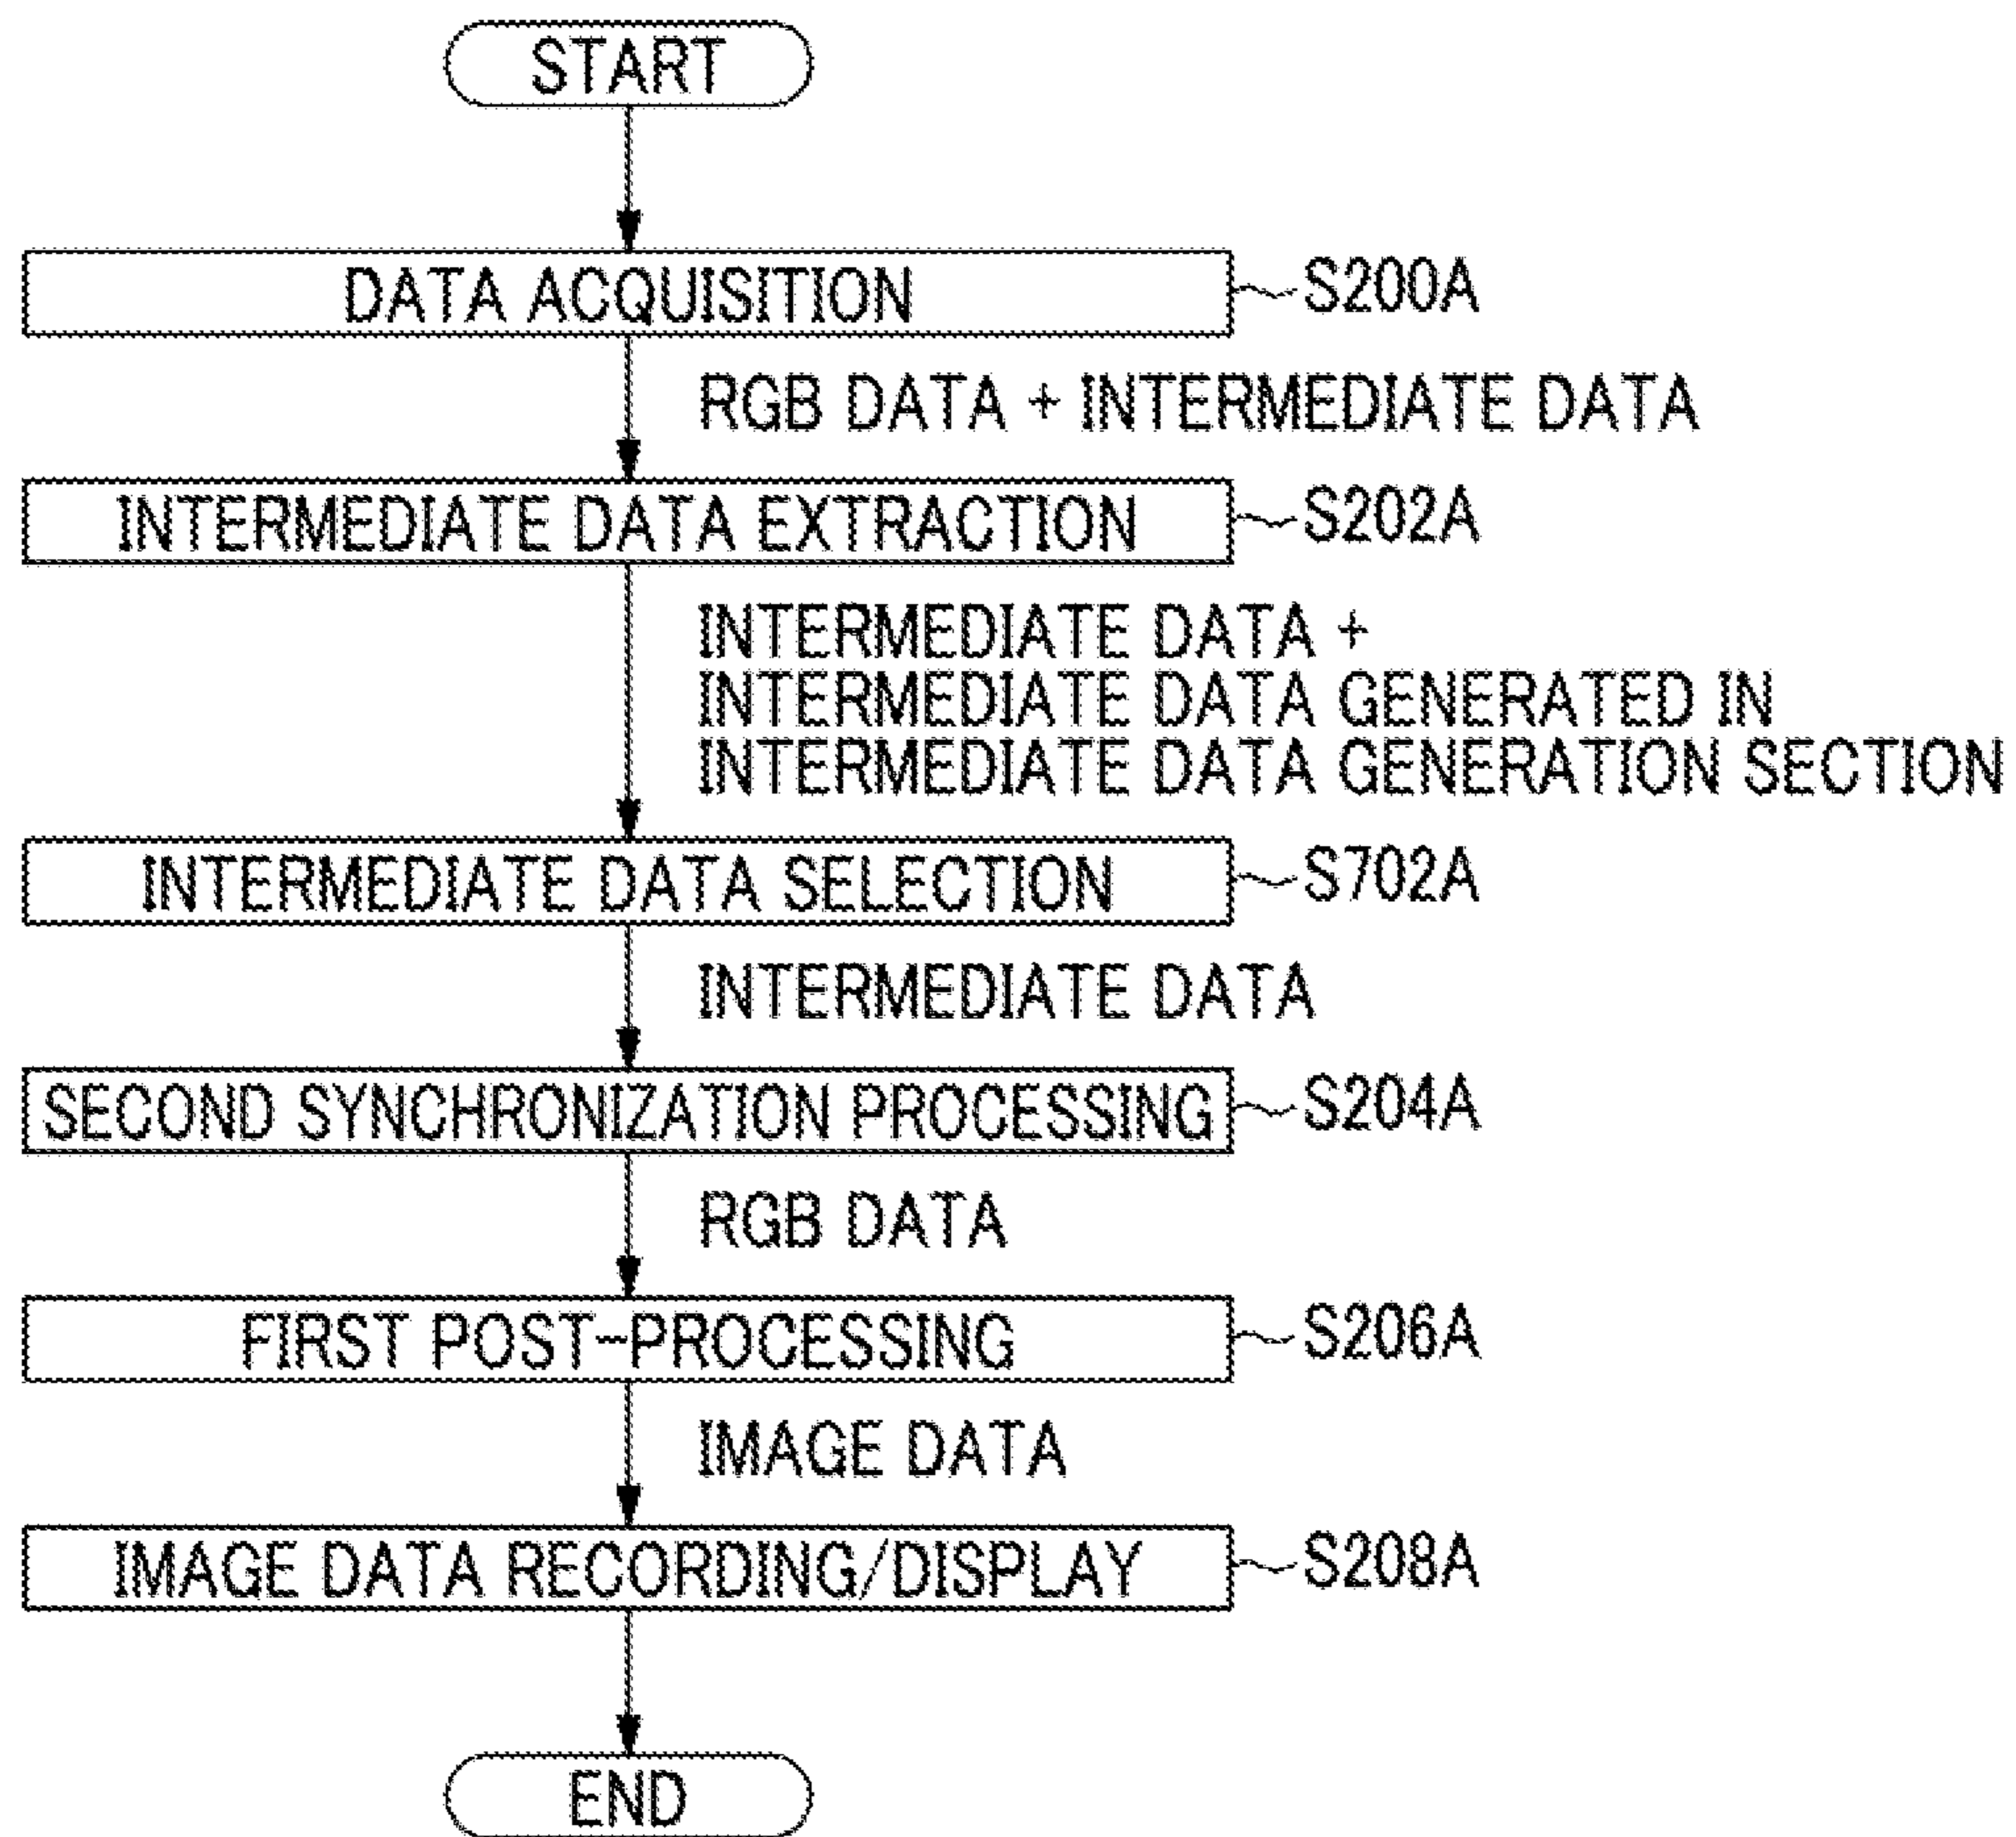 START
DATA ACQUISITION
S200A
RGB DATA + INTERMEDIATE DATA
INTERMEDIATE DATA EXTRACTION
S202A
INTERMEDIATE DATA +
INTERMEDIATE DATA GENERATED IN
INTERMEDIATE DATA GENERATION SECTION
INTERMEDIATE DATA SELECTION
S702A
INTERMEDIATE DATA
SECOND SYNCHRONIZATION PROCESSING
S204A
RGB DATA
FIRST POST-PROCESSING
S206A
IMAGE DATA
IMAGE DATA RECORDING/DISPLAY
S208A
END